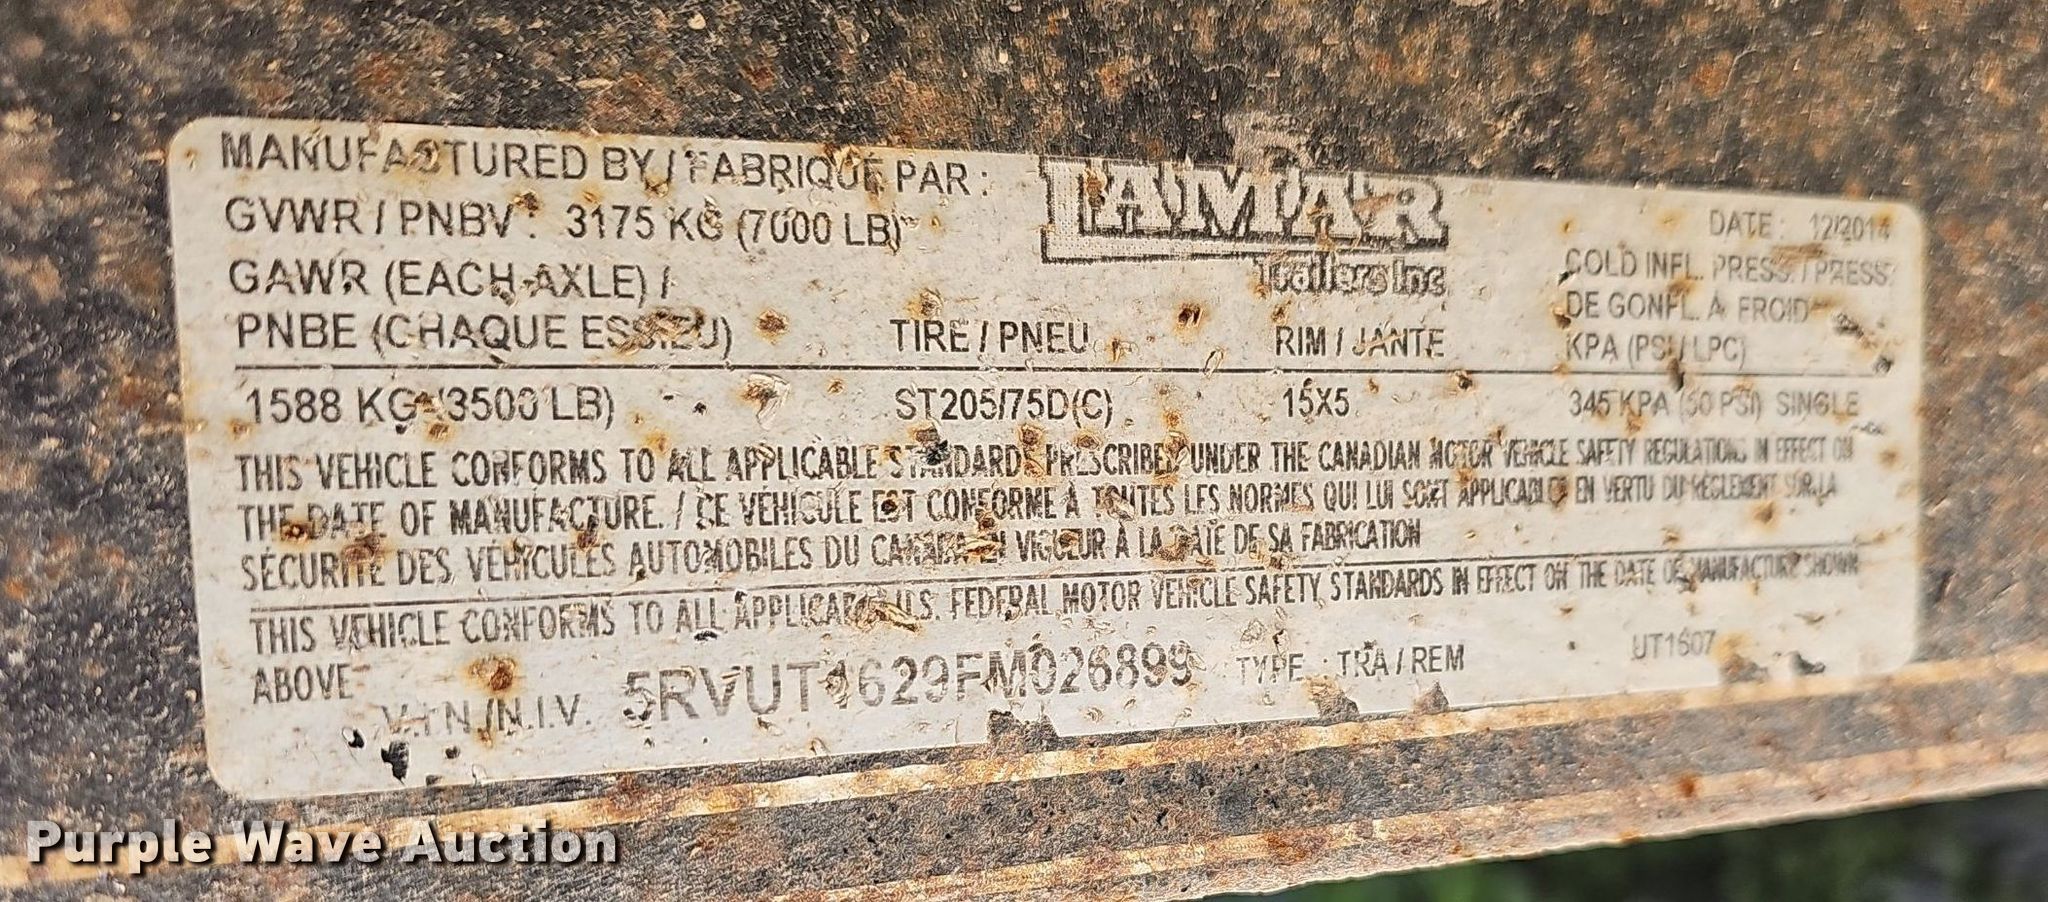 MANUFACTURED BY / FABRIQUÉ PAR : LAMAR
Trailers Inc
GVWR / PNBV : 3175 KG (7000 LB)
DATE : 12/2014
GAWR (EACH AXLE) /
PNBE (CHAQUE ESSIEU)
TIRE / PNEU
RIM / JANTE
COLD INFL. PRESS. / PRESS.
DE GONFL. À FROID
KPA (PSI / LPC)
1588 KG (3500 LB) ST205/75D(C) 15X5 345 KPA (50 PSI) SINGLE
THIS VEHICLE CONFORMS TO ALL APPLICABLE STANDARDS PRESCRIBED UNDER THE CANADIAN MOTOR VEHICLE SAFETY REGULATIONS IN EFFECT ON
THE DATE OF MANUFACTURE. / CE VÉHICULE EST CONFORME À TOUTES LES NORMES QUI LUI SONT APPLICABLES EN VERTU DU RÈGLEMENT SUR LA
SÉCURITÉ DES VÉHICULES AUTOMOBILES DU CANADA EN VIGUEUR À LA DATE DE SA FABRICATION
THIS VEHICLE CONFORMS TO ALL APPLICABLE U.S. FEDERAL MOTOR VEHICLE SAFETY STANDARDS IN EFFECT ON THE DATE OF MANUFACTURE SHOWN
ABOVE
V.I.N./N.I.V. 5RVUT1629FM026899 TYPE : TRA / REM UT1607
Purple Wave Auction